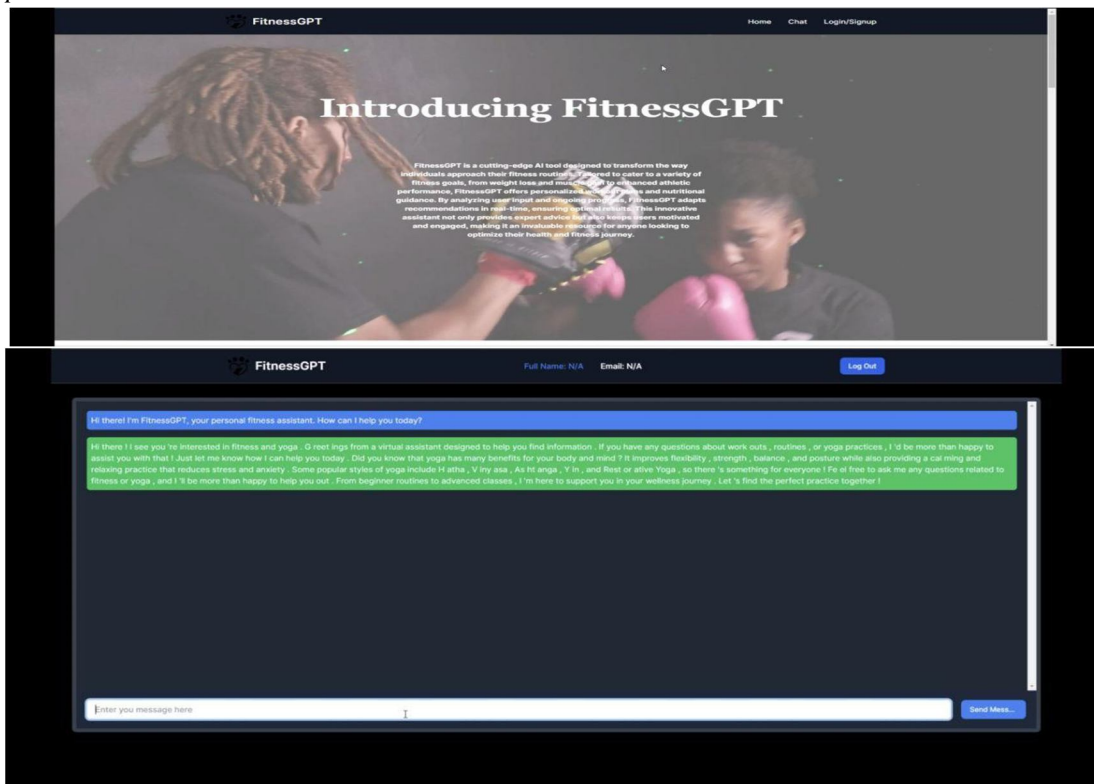 FitnessGPT
Home Chat Login/Signup
Introducing FitnessGPT
FitnessGPT is a cutting-edge AI tool designed to transform the way
individuals approach their fitness routines. Tailored to cater to a variety of
fitness goals, from weight loss and muscle gain to enhanced athletic
performance, FitnessGPT offers personalized workout plans and nutritional
guidance. By analyzing user input and ongoing progress, FitnessGPT adapts
recommendations in real-time, ensuring optimal results. This innovative
assistant not only provides expert advice but also keeps users motivated
and engaged, making it an invaluable resource for anyone looking to
optimize their health and fitness journey.
FitnessGPT
Full Name: N/A Email: N/A
Log Out
Hi there! I'm FitnessGPT, your personal fitness assistant. How can I help you today?
Hi there ! I see you 're interested in fitness and yoga . G reet ings from a virtual assistant designed to help you find information . If you have any questions about work outs , routines , or yoga practices , I 'd be more than happy to
assist you with that ! Just let me know how I can help you today . Did you know that yoga has many benefits for your body and mind ? It improves flexibility , strength , balance , and posture while also providing a cal ming and
relaxing practice that reduces stress and anxiety . Some popular styles of yoga include H atha , V iny asa , As ht anga , Y in , and Rest or ative Yoga , so there 's something for everyone ! Fe el free to ask me any questions related to
fitness or yoga , and I 'll be more than happy to help you out . From beginner routines to advanced classes , I 'm here to support you in your wellness journey . Let 's find the perfect practice together !
Enter you message here
Send Mess...